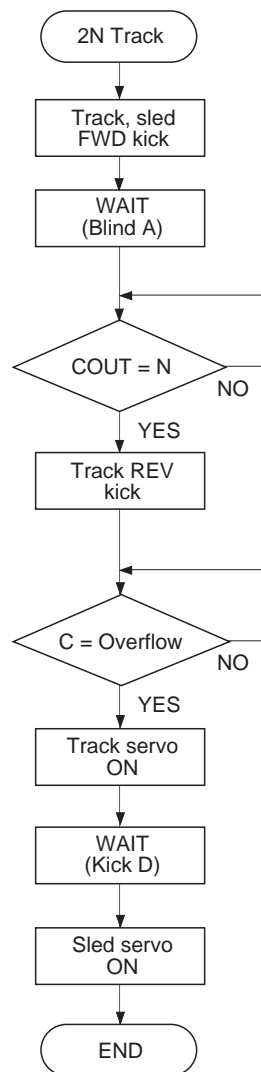 2N Track
Track, sled
FWD kick
WAIT
(Blind A)
COUT = N
NO
YES
Track REV
kick
C = Overflow
NO
YES
Track servo
ON
WAIT
(Kick D)
Sled servo
ON
END